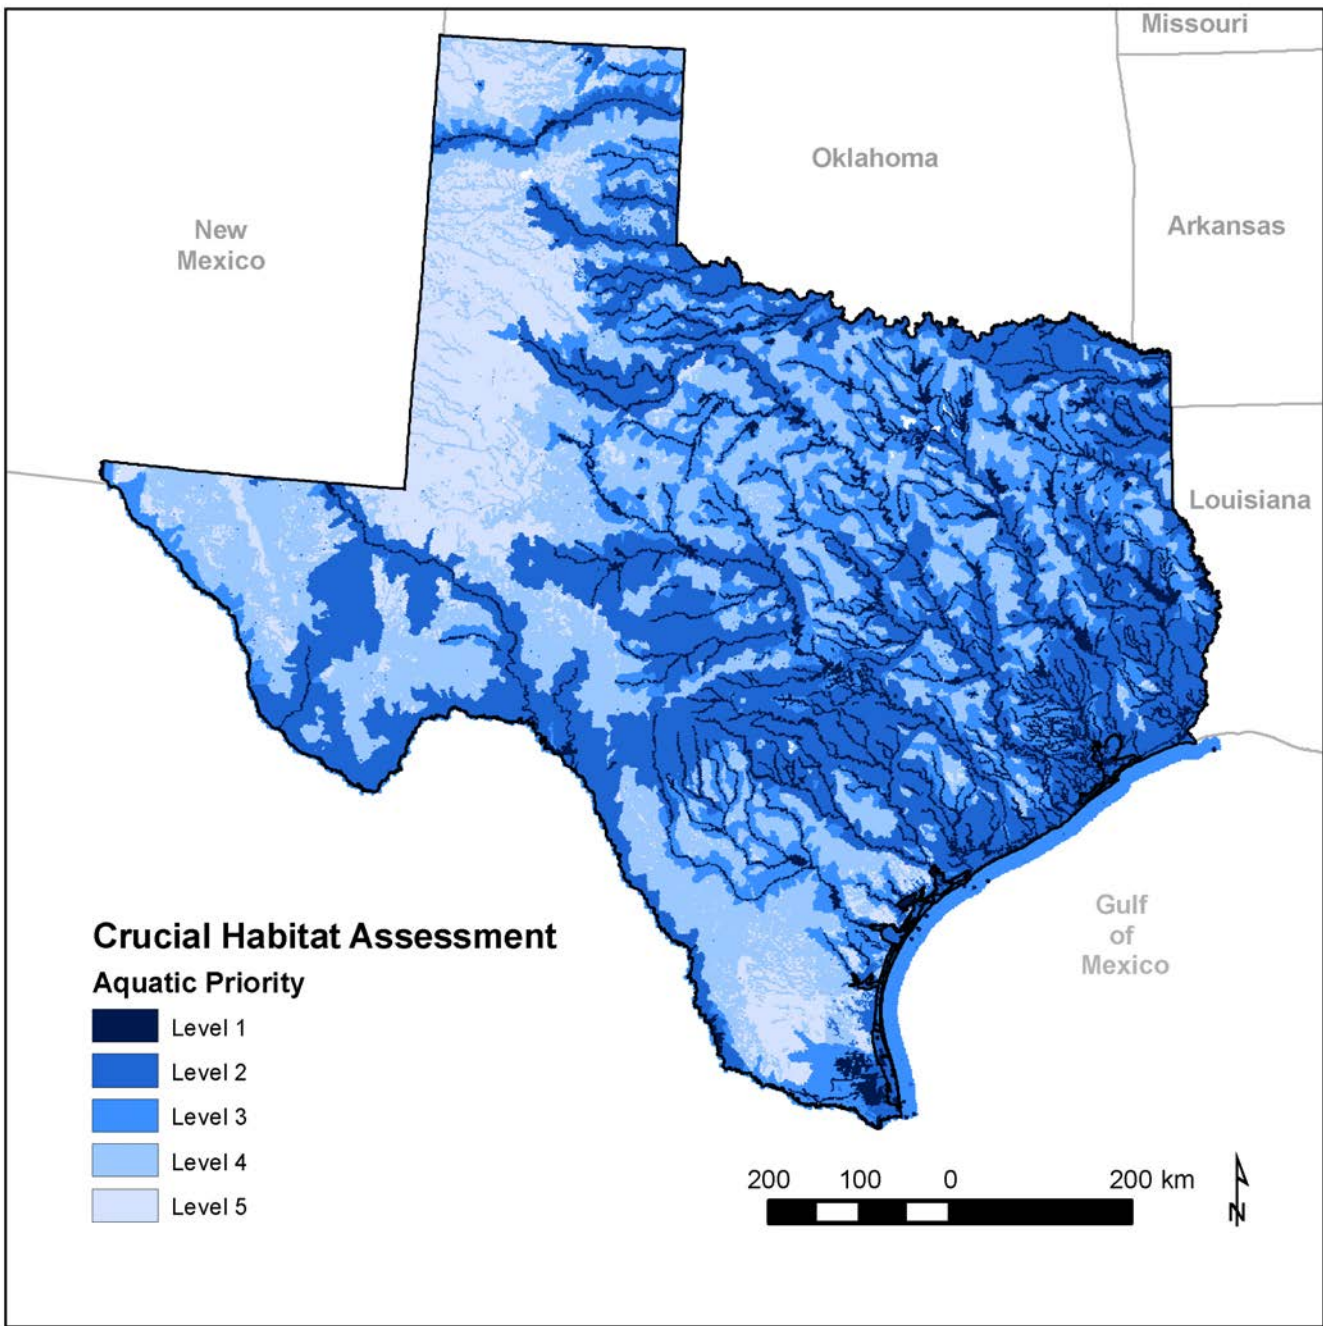 Missouri
Oklahoma
Arkansas
New
Mexico
Louisiana
Gulf
of
Mexico
Crucial Habitat Assessment
Aquatic Priority
Level 1
Level 2
Level 3
Level 4
Level 5
200 100 0 200 km
N